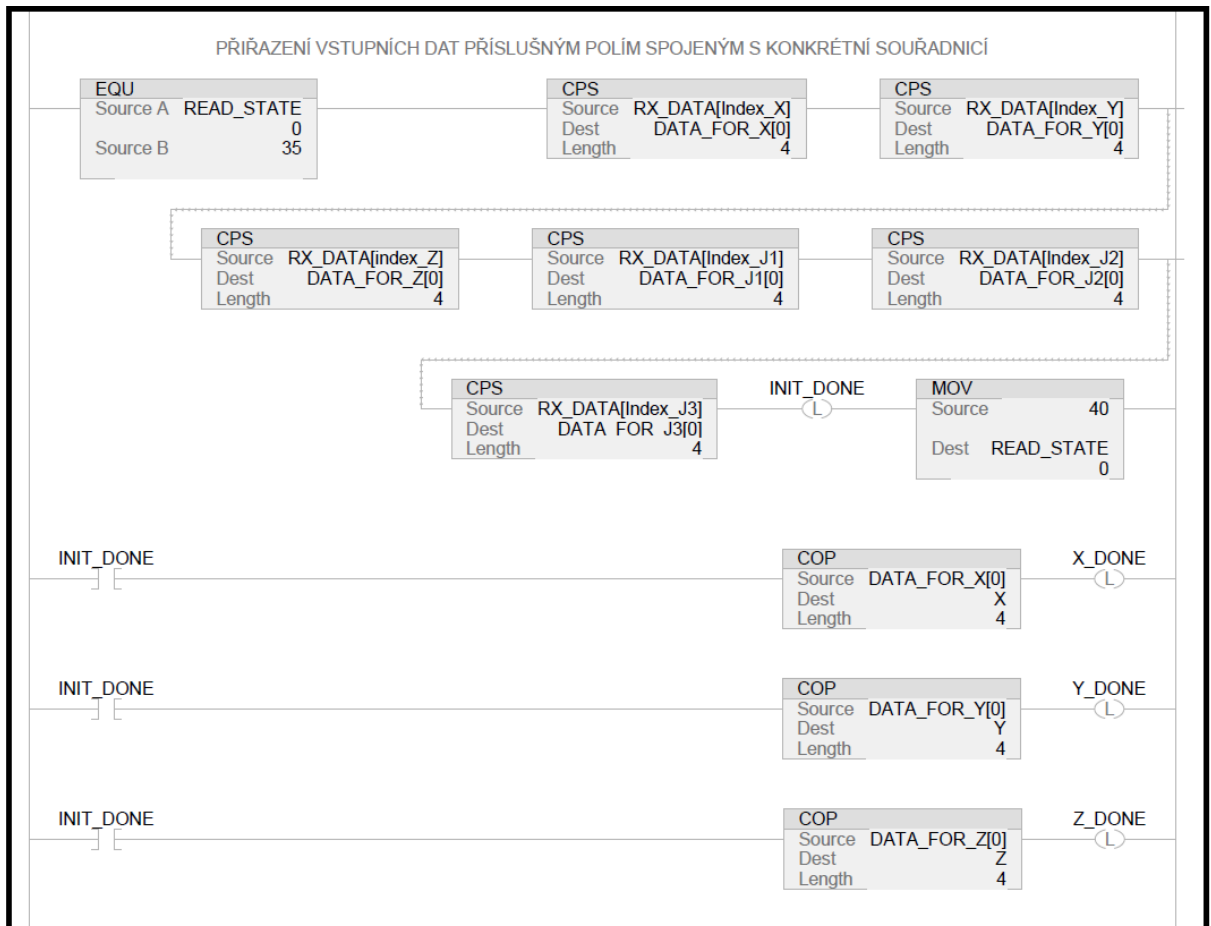 PŘIŘAZENÍ VSTUPNÍCH DAT PŘÍSLUŠNÝM POLÍM SPOJENÝM S KONKRÉTNÍ SOUŘADNICÍ
EQU
Source A READ_STATE
0
Source B 35
CPS
Source RX_DATA[Index_X]
Dest DATA_FOR_X[0]
Length 4
CPS
Source RX_DATA[Index_Y]
Dest DATA_FOR_Y[0]
Length 4
CPS
Source RX_DATA[index_Z]
Dest DATA_FOR_Z[0]
Length 4
CPS
Source RX_DATA[Index_J1]
Dest DATA_FOR_J1[0]
Length 4
CPS
Source RX_DATA[Index_J2]
Dest DATA_FOR_J2[0]
Length 4
CPS
Source RX_DATA[Index_J3]
Dest DATA_FOR_J3[0]
Length 4
INIT_DONE
L
MOV
Source 40
Dest READ_STATE
0
INIT_DONE
COP
Source DATA_FOR_X[0]
Dest X
Length 4
X_DONE
L
INIT_DONE
COP
Source DATA_FOR_Y[0]
Dest Y
Length 4
Y_DONE
L
INIT_DONE
COP
Source DATA_FOR_Z[0]
Dest Z
Length 4
Z_DONE
L